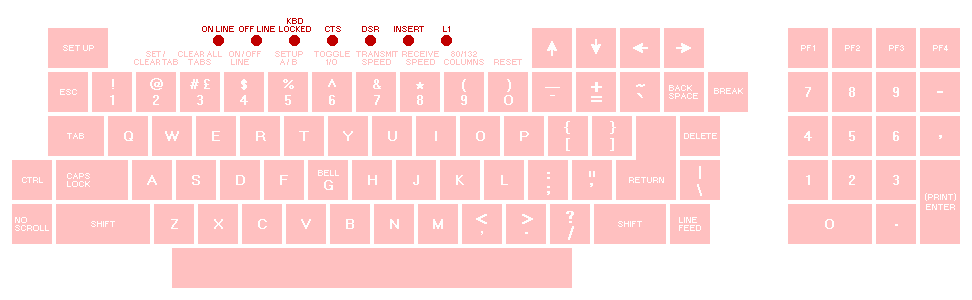 KBD
ON LINE OFF LINE LOCKED CTS DSR INSERT L1
SET UP ↑ ↓ ← → PF1 PF2 PF3 PF4
SET / CLEAR ALL ON / OFF SETUP TOGGLE TRANSMIT RECEIVE 80/132
CLEAR TAB TABS LINE A / B I/O SPEED SPEED COLUMNS RESET
! @ # £ $ % ^ & * ( ) _ + ~ BACK
ESC 1 2 3 4 5 6 7 8 9 0 - = ` SPACE BREAK 7 8 9 -
{ }
TAB Q W E R T Y U I O P [ ] DELETE 4 5 6
BELL : " |
CTRL CAPS LOCK A S D F G H J K L ; ' RETURN \ 1 2 3
< > ? (PRINT)
NO SCROLL SHIFT Z X C V B N M , . / SHIFT LINE FEED 0 . ENTER